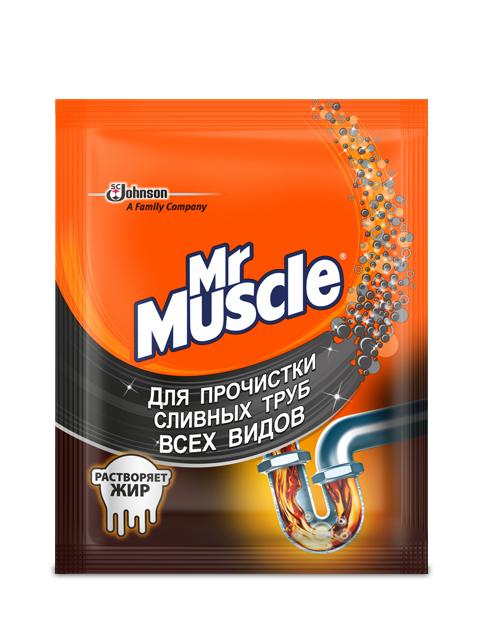 SC Johnson
A Family Company
Mr
Muscle®
ДЛЯ ПРОЧИСТКИ
СЛИВНЫХ ТРУБ
ВСЕХ ВИДОВ
РАСТВОРЯЕТ
ЖИР